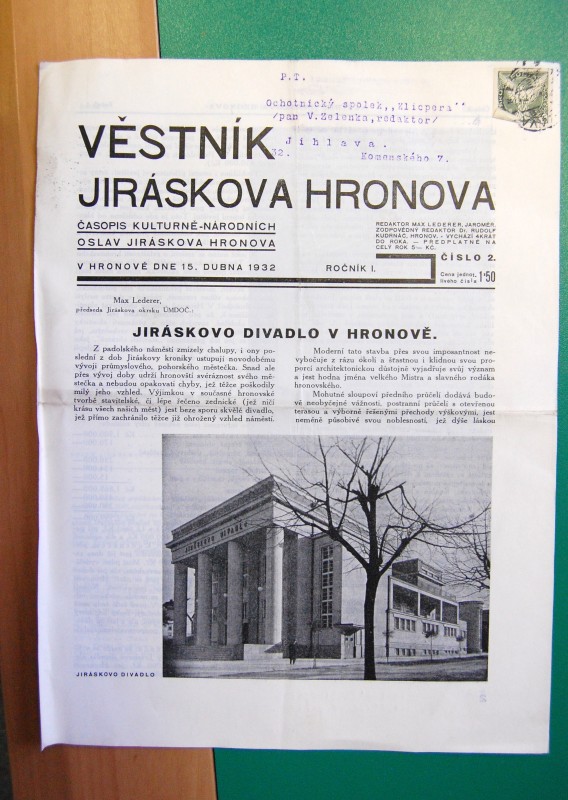 P.T.
Ochotnický spolek „Klicpera"
/pan V.Zelenka, redaktor/
Jihlava.
32. Komenského 7.
VĚSTNÍK
JIRÁSKOVA HRONOVA
ČASOPIS KULTURNĚ-NÁRODNÍCH
OSLAV JIRÁSKOVA HRONOVA
REDAKTOR MAX LEDERER, JAROMĚŘ,
ZODPOVĚDNÝ REDAKTOR Dr. RUDOLF
KUDRNÁČ, HRONOV. - VYCHÁZÍ 4KRÁT
DO ROKA. — PŘEDPLATNÉ NA
CELÝ ROK 5— KČ.
V HRONOVĚ DNE 15. DUBNA 1932
ROČNÍK I.
ČÍSLO 2.
Cena jednot-
livého čísla 1·50
Max Lederer,
předseda Jiráskova okrsku ÚMDOČ:
JIRÁSKOVO DIVADLO V HRONOVĚ.
Z padolského náměstí zmizely chalupy, i ony po-
slední z dob Jiráskovy kroniky ustupují novodobému
vývoji průmyslového, pohorského městečka. Snad ale
přes vývoj doby udrží hronovští svéráznost svého mě-
stečka a nebudou opakovati chyby, jež těžce poškodily
milý jeho vzhled. Výjimkou v současné hronovské
tvorbě stavitelské, či lépe řečeno zednické (jež ničí
krásu všech našich měst) jest beze sporu skvělé divadlo,
jež přímo zachránilo těžce již ohrožený vzhled náměstí.
Moderní tato stavba přes svou imposantnost ne-
vybočuje z rázu okolí a šťastnou i klidnou svou pro-
porcí architektonickou důstojně vyjadřuje svůj význam
a jest hodna jména velkého Mistra a slavného rodáka
hronovského.
Mohutné sloupoví předního průčelí dodává budo-
vě neobyčejné vážnosti, postranní průčelí s otevřenou
terasou a výborně řešenými přechody výškovými, jest
neméně působivé svou noblesností, jež dýše láskou
JIRÁSKOVO DIVADLO
JIRÁSKOVO DIVADLO